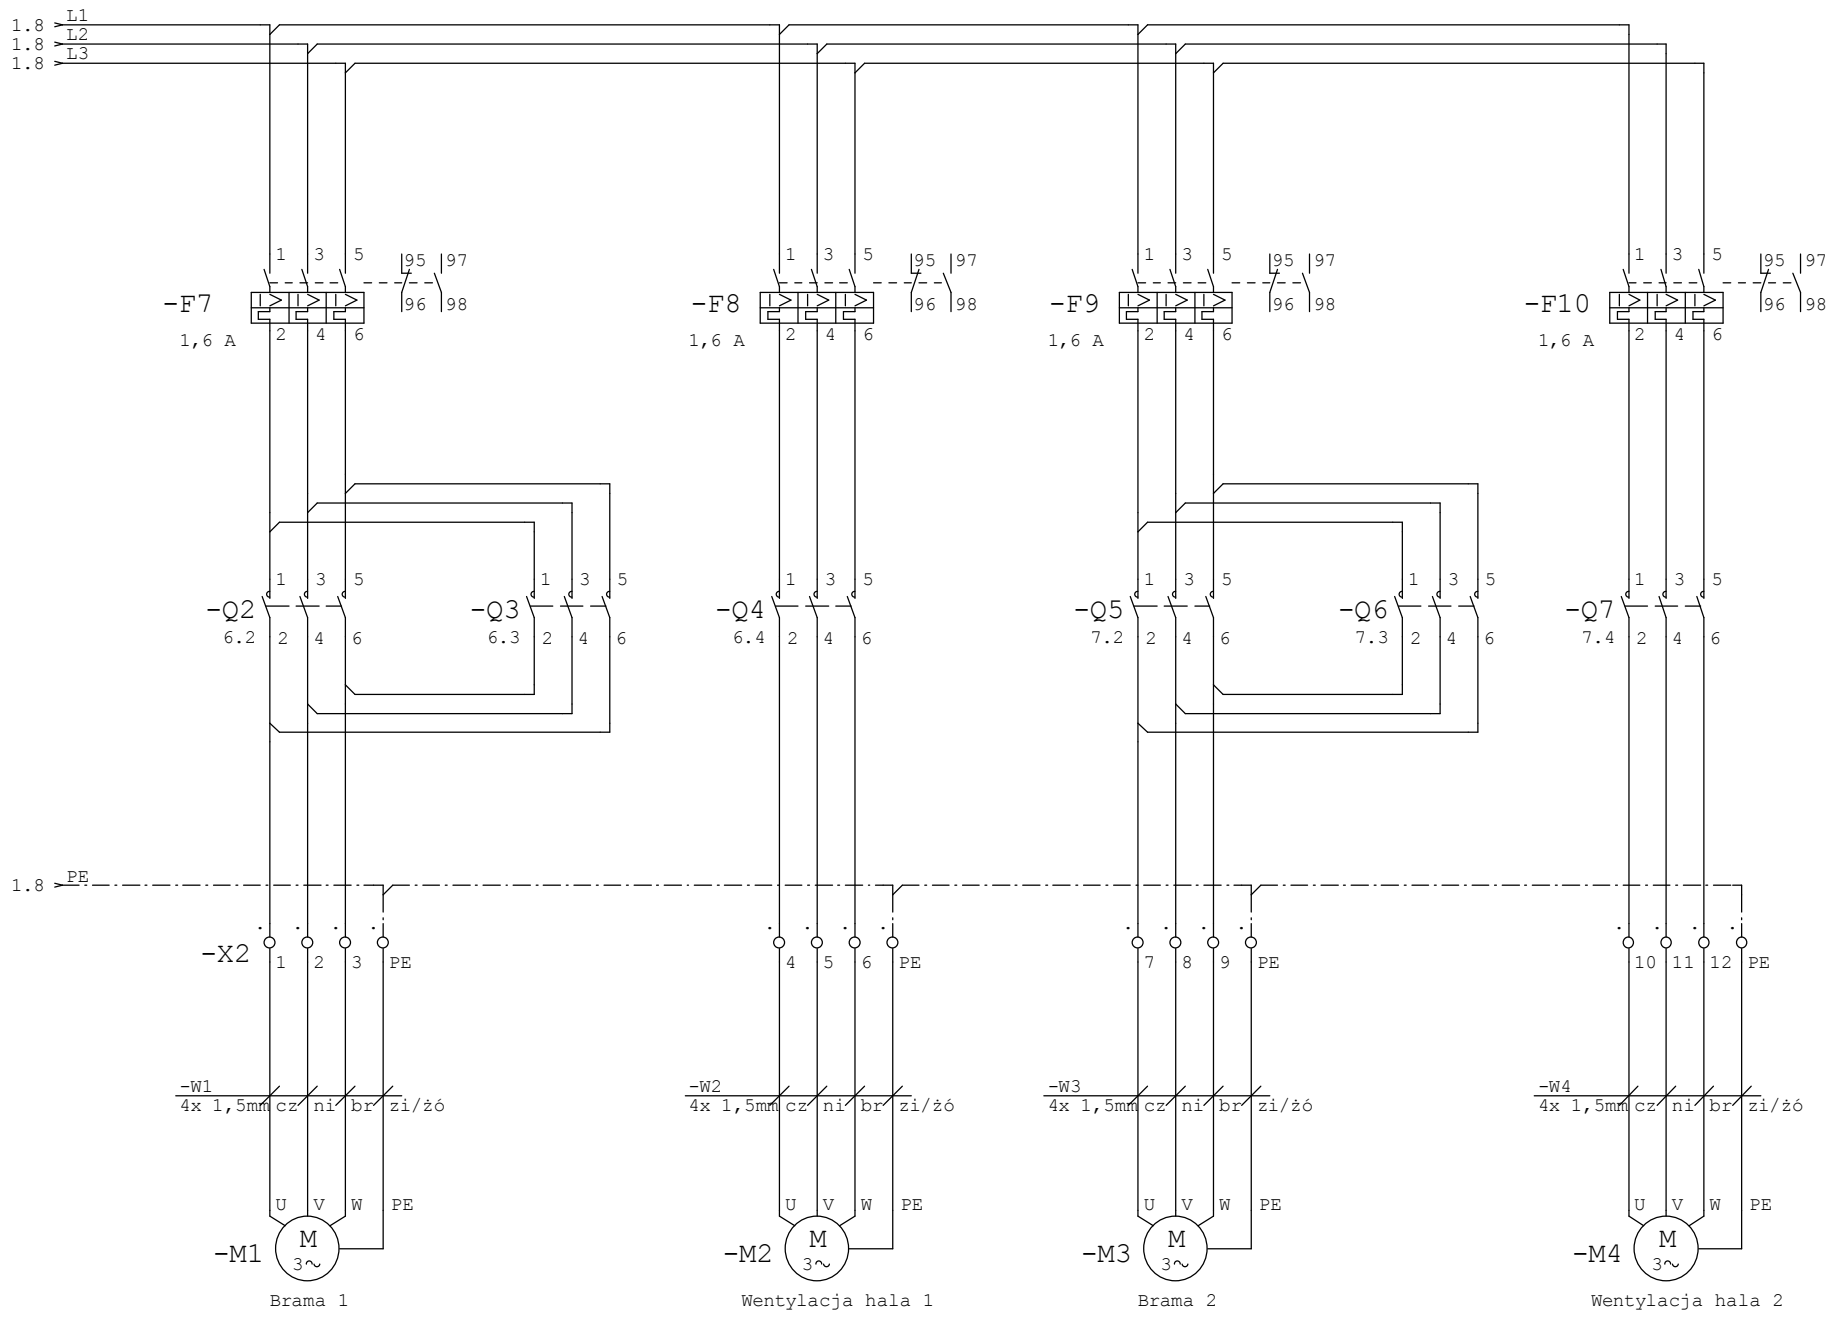 1.8 L1
1.8 L2
1.8 L3
1 3 5 95 97 1 3 5 95 97 1 3 5 95 97 1 3 5 95 97
-F7 I> I> I> 96 98 -F8 I> I> I> 96 98 -F9 I> I> I> 96 98 -F10 I> I> I> 96 98
1,6 A 2 4 6 1,6 A 2 4 6 1,6 A 2 4 6 1,6 A 2 4 6
1 3 5 1 3 5 1 3 5 1 3 5 1 3 5 1 3 5
-Q2 -Q3 -Q4 -Q5 -Q6 -Q7
6.2 2 4 6 6.3 2 4 6 6.4 2 4 6 7.2 2 4 6 7.3 2 4 6 7.4 2 4 6
1.8 PE
-X2 1 2 3 PE 4 5 6 PE 7 8 9 PE 10 11 12 PE
-W1 -W2 -W3 -W4
4x 1,5mm cz ni br zi/żó 4x 1,5mm cz ni br zi/żó 4x 1,5mm cz ni br zi/żó 4x 1,5mm cz ni br zi/żó
U V W PE U V W PE U V W PE U V W PE
-M1 M -M2 M -M3 M -M4 M
3~ 3~ 3~ 3~
Brama 1 Wentylacja hala 1 Brama 2 Wentylacja hala 2